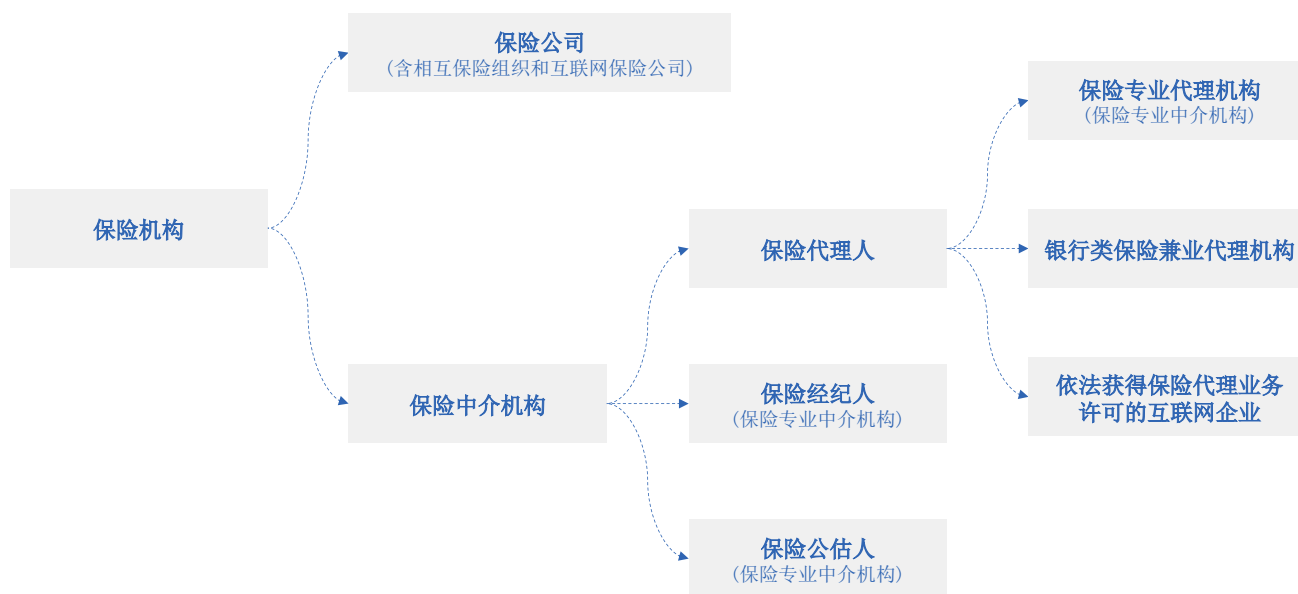 保险机构
保险公司
（含相互保险组织和互联网保险公司）
保险中介机构
保险代理人
保险经纪人
（保险专业中介机构）
保险公估人
（保险专业中介机构）
保险专业代理机构
（保险专业中介机构）
银行类保险兼业代理机构
依法获得保险代理业务
许可的互联网企业